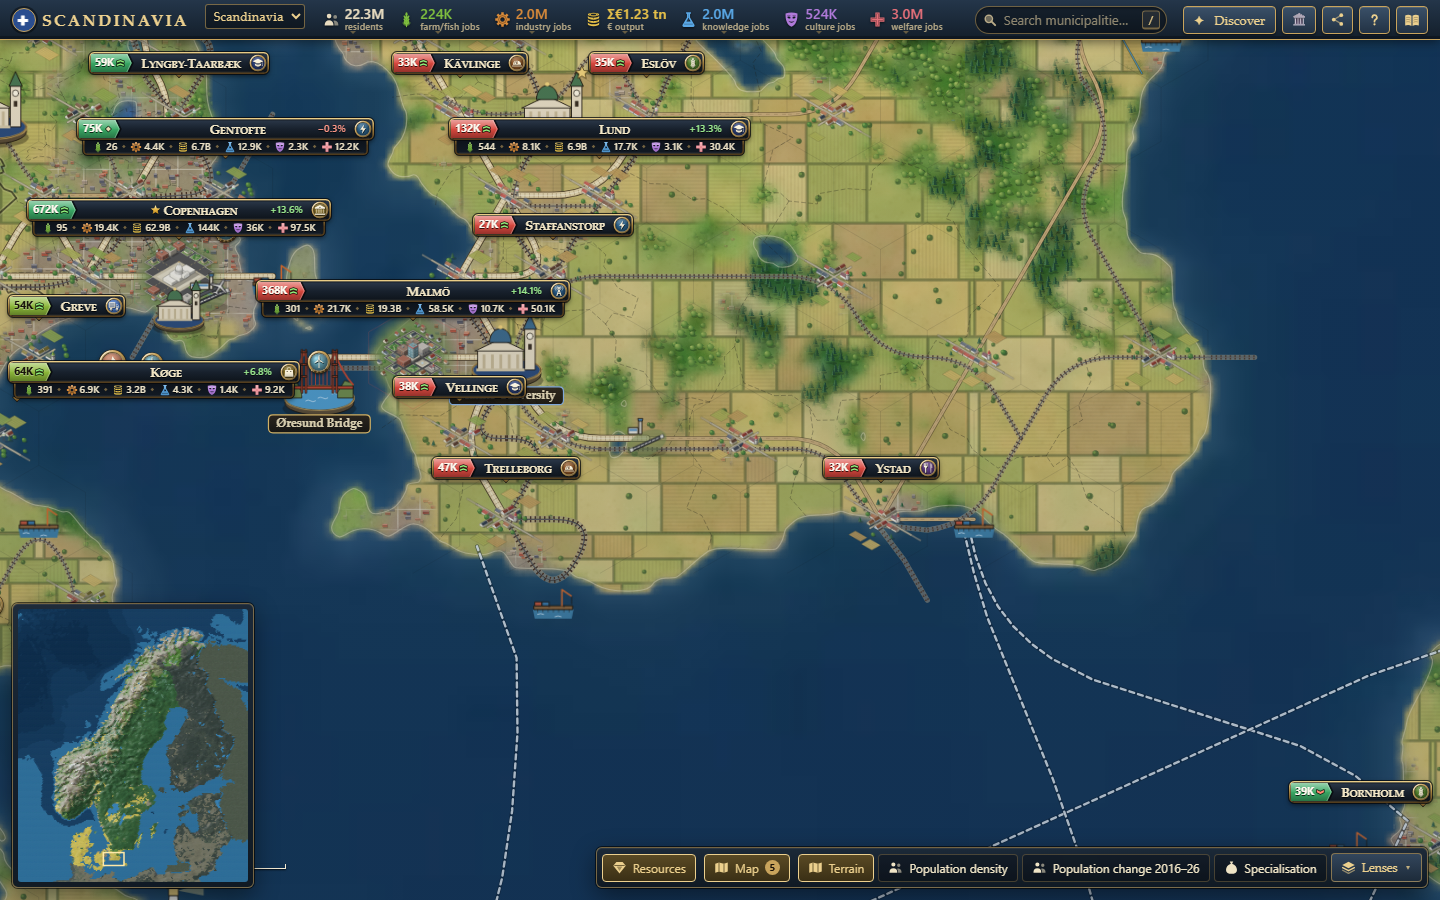 SCANDINAVIA
Scandinavia
22.3M residents
224K farm/fish jobs
2.0M industry jobs
Σ€1.23 tn € output
2.0M knowledge jobs
524K culture jobs
3.0M welfare jobs
Search municipalitie... /
Discover
?
59K Lyngby-Taarbæk
33K Kävlinge
35K Eslöv
75K Gentofte −0.3%
26 • 4.4K • 6.7B • 12.9K • 2.3K • 12.2K
132K Lund +13.3%
544 • 8.1K • 6.9B • 17.7K • 3.1K • 30.4K
672K Copenhagen +13.6%
95 • 19.4K • 62.9B • 144K • 36K • 97.5K
27K Staffanstorp
368K Malmö +14.1%
301 • 21.7K • 19.3B • 58.5K • 10.7K • 50.1K
54K Greve
64K Køge +6.8%
391 • 6.9K • 3.2B • 4.3K • 1.4K • 9.2K
38K Vellinge
ersity
Øresund Bridge
47K Trelleborg
32K Ystad
39K Bornholm
Resources
Map 5
Terrain
Population density
Population change 2016–26
Specialisation
Lenses